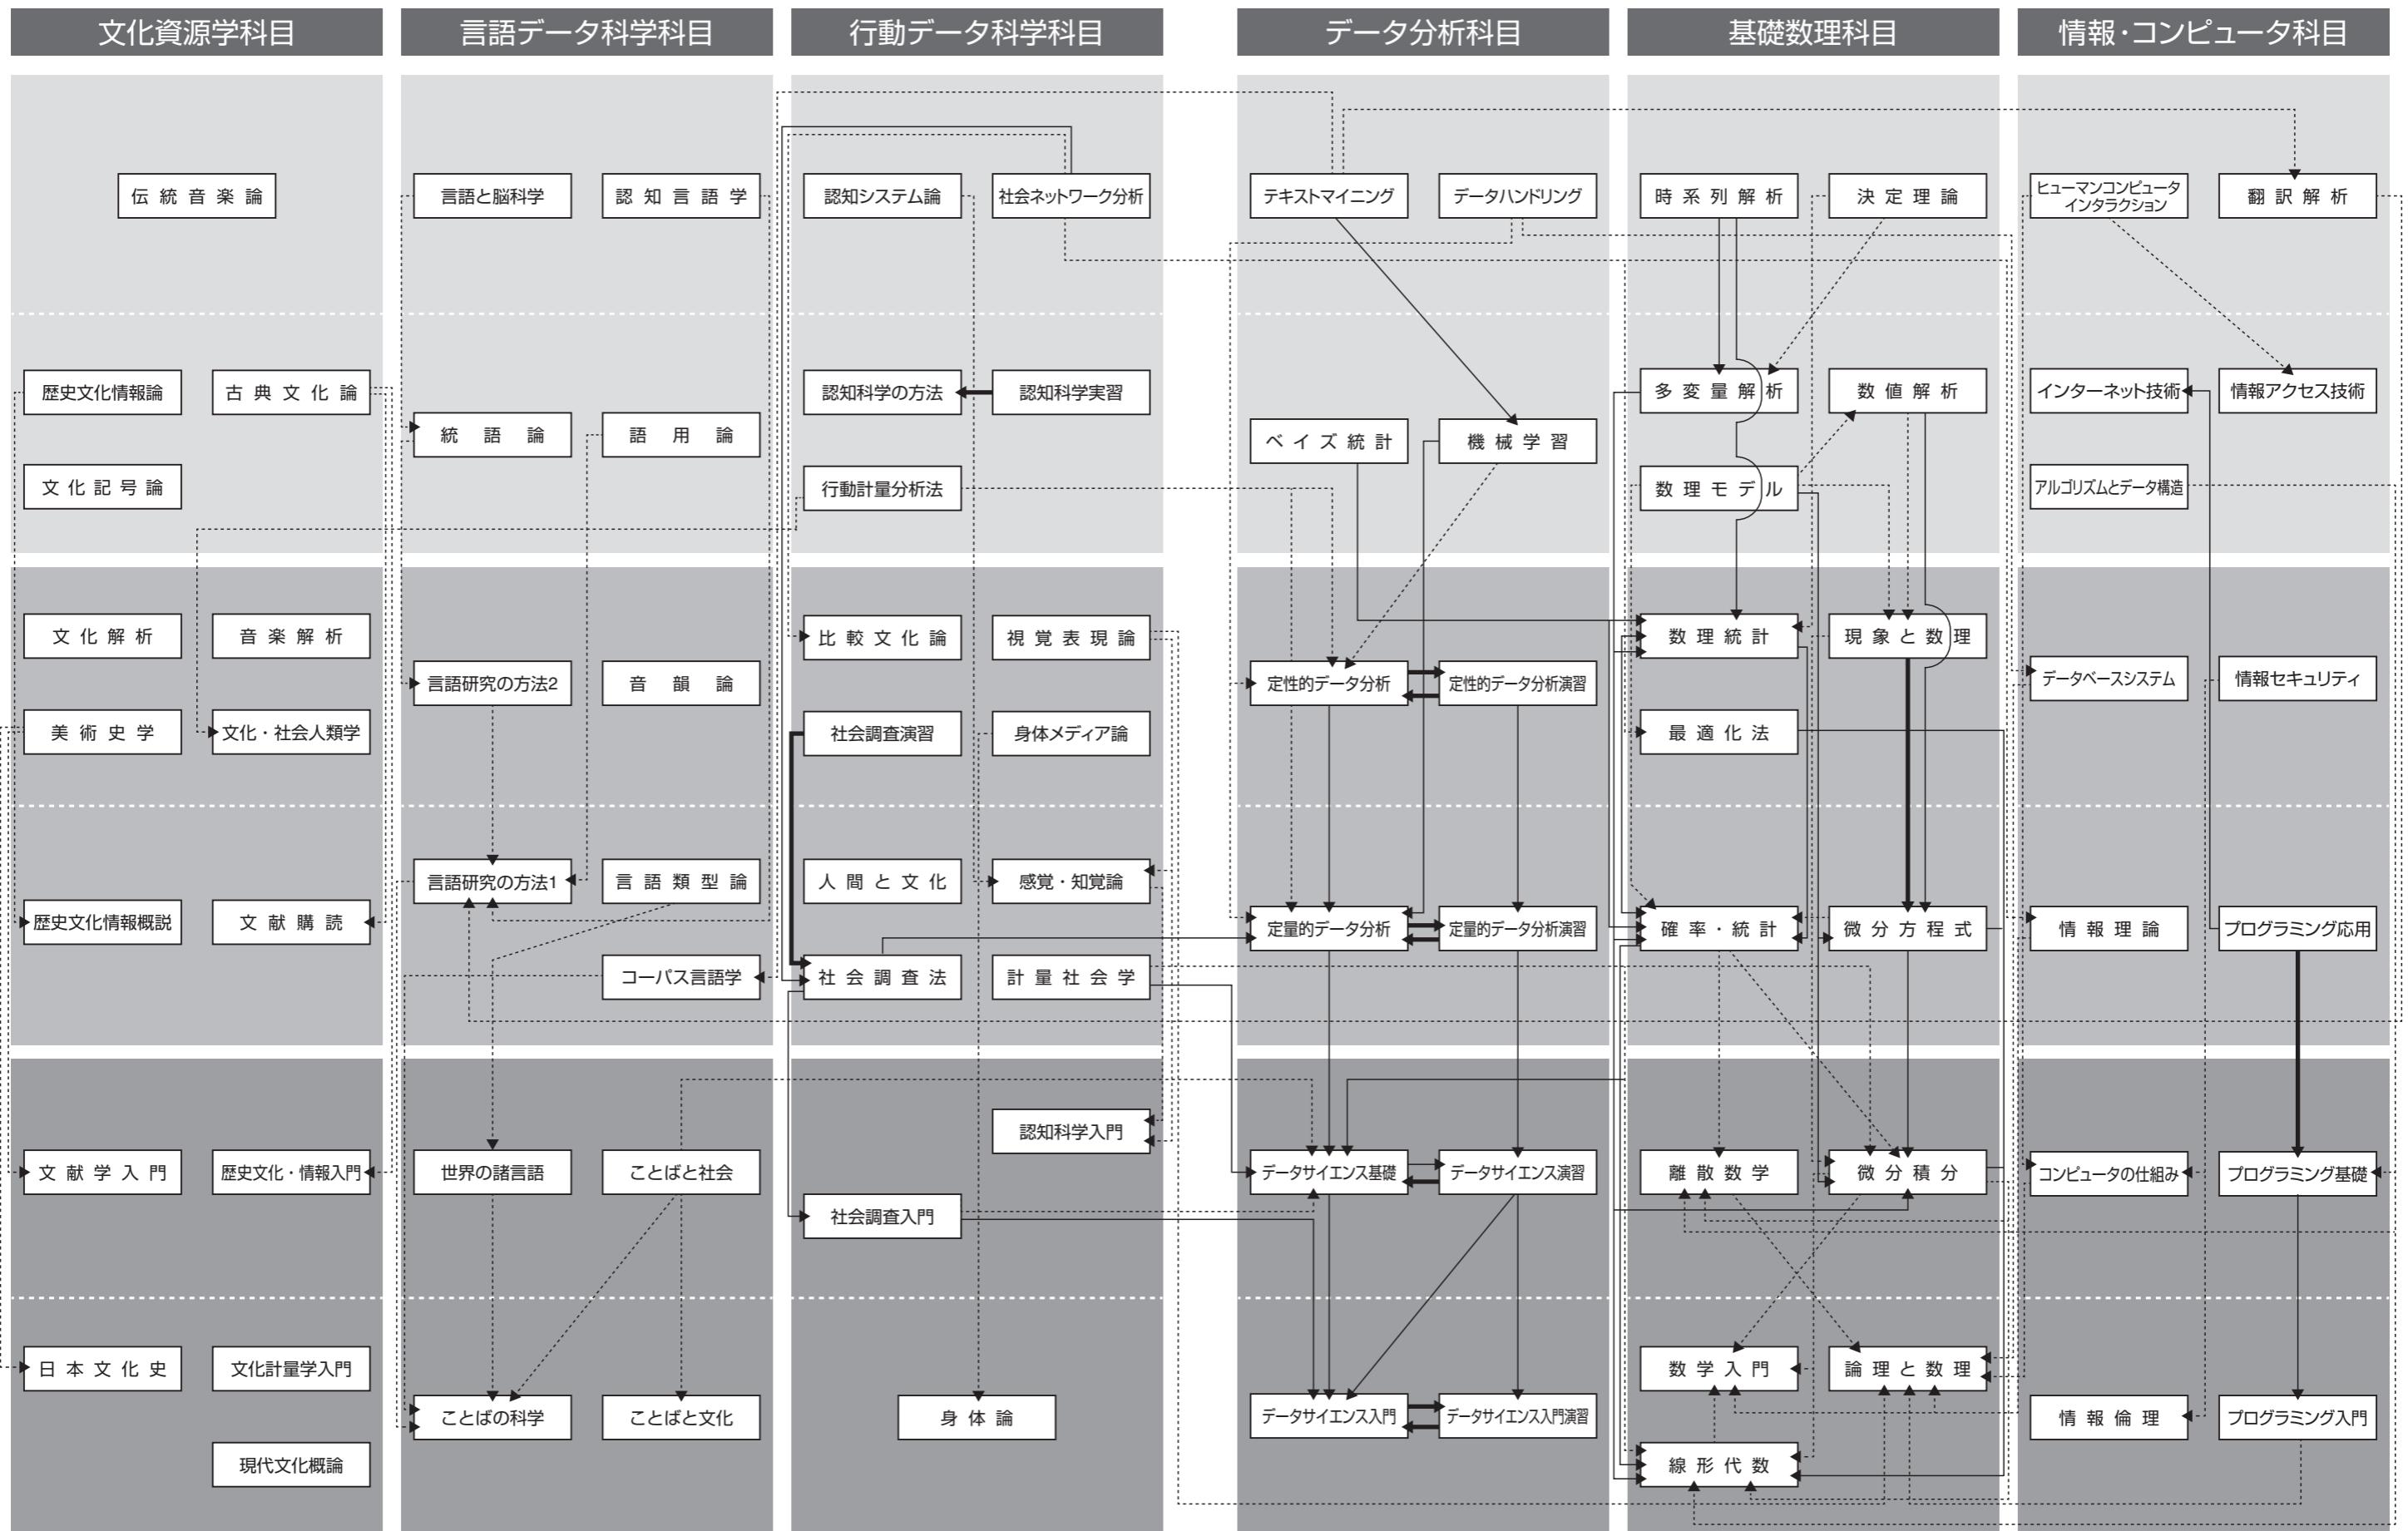 文化資源学科目
言語データ科学科目
行動データ科学科目
データ分析科目
基礎数理科目
情報・コンピュータ科目
伝統音楽論
言語と脳科学
認知言語学
認知システム論
社会ネットワーク分析
テキストマイニング
データハンドリング
時系列解析
決定理論
ヒューマンコンピュータ
インタラクション
翻訳解析
歴史文化情報論
古典文化論
認知科学の方法
認知科学実習
多変量解析
数値解析
インターネット技術
情報アクセス技術
統語論
語用論
ベイズ統計
機械学習
文化記号論
行動計量分析法
数理モデル
アルゴリズムとデータ構造
文化解析
音楽解析
比較文化論
視覚表現論
数理統計
現象と数理
言語研究の方法2
音韻論
定性的データ分析
定性的データ分析演習
データベースシステム
情報セキュリティ
美術史学
文化・社会人類学
社会調査演習
身体メディア論
最適化法
言語研究の方法1
言語類型論
人間と文化
感覚・知覚論
歴史文化情報概説
文献購読
定量的データ分析
定量的データ分析演習
確率・統計
微分方程式
情報理論
プログラミング応用
コーパス言語学
社会調査法
計量社会学
認知科学入門
文献学入門
歴史文化・情報入門
世界の諸言語
ことばと社会
データサイエンス基礎
データサイエンス演習
離散数学
微分積分
コンピュータの仕組み
プログラミング基礎
社会調査入門
日本文化史
文化計量学入門
数学入門
論理と数理
ことばの科学
ことばと文化
身体論
データサイエンス入門
データサイエンス入門演習
情報倫理
プログラミング入門
現代文化概論
線形代数